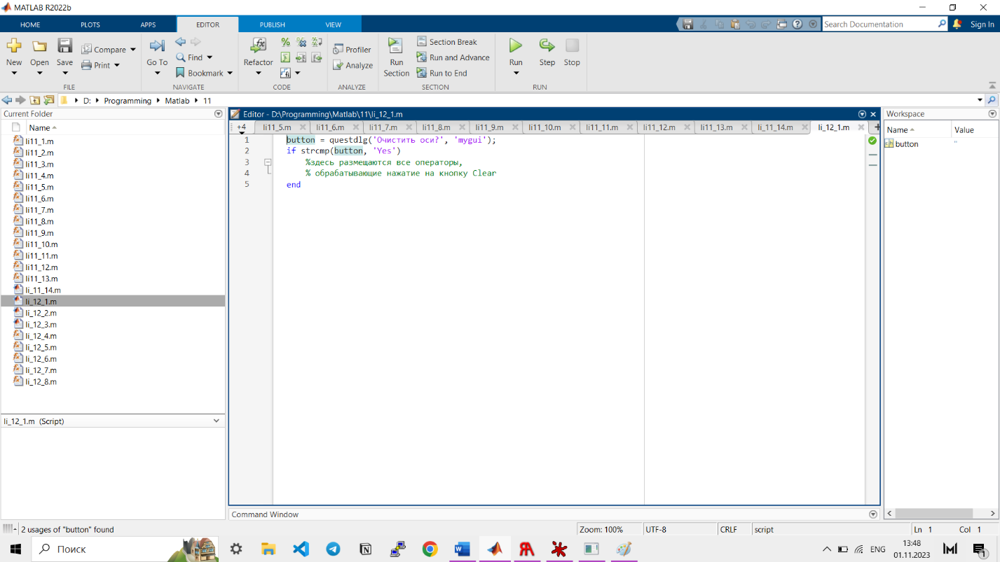 MATLAB R2022b
HOME PLOTS APPS EDITOR PUBLISH VIEW Search Documentation Sign In
New Open Save Compare Print
FILE
Go To Find Bookmark
NAVIGATE
Refactor
CODE
Profiler
Analyze
ANALYZE
Run Section
Section Break
Run and Advance
Run to End
SECTION
Run Step Stop
RUN
D: Programming Matlab 11
Current Folder
Name
li11_1.m
li11_2.m
li11_3.m
li11_4.m
li11_5.m
li11_6.m
li11_7.m
li11_8.m
li11_9.m
li11_10.m
li11_11.m
li11_12.m
li11_13.m
li_11_14.m
li_12_1.m
li_12_2.m
li_12_3.m
li_12_4.m
li_12_5.m
li_12_6.m
li_12_7.m
li_12_8.m
li_12_1.m (Script)
Editor - D:\Programming\Matlab\11\li_12_1.m
+4 li11_5.m li11_6.m li11_7.m li11_8.m li11_9.m li11_10.m li11_11.m li11_12.m li11_13.m li_11_14.m li_12_1.m
1 button = questdlg('Очистить оси?', 'mygui');
2 if strcmp(button, 'Yes')
3 %здесь размещаются все операторы,
4 % обрабатывающие нажатие на кнопку Clear
5 end
Command Window
Workspace
Name Value
button ''
2 usages of "button" found
Zoom: 100% UTF-8 CRLF script Ln 1 Col 1
Поиск
ENG
13:48
01.11.2023
1